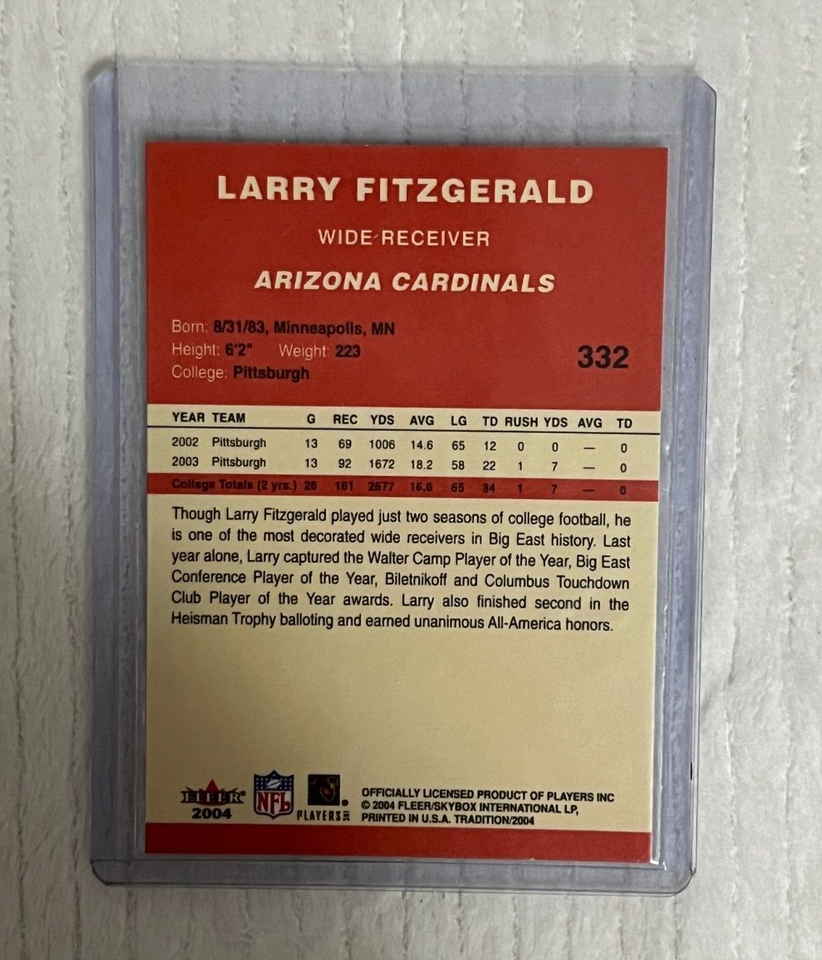 LARRY FITZGERALD
WIDE RECEIVER
ARIZONA CARDINALS
Born: 8/31/83, Minneapolis, MN
Height: 6'2" Weight: 223
College: Pittsburgh
332
YEAR TEAM G REC YDS AVG LG TD RUSH YDS AVG TD
2002 Pittsburgh 13 69 1006 14.6 65 12 0 0 — 0
2003 Pittsburgh 13 92 1672 18.2 58 22 1 7 — 0
College Totals (2 yrs.) 26 161 2677 16.6 65 34 1 7 — 0
Though Larry Fitzgerald played just two seasons of college football, he
is one of the most decorated wide receivers in Big East history. Last
year alone, Larry captured the Walter Camp Player of the Year, Big East
Conference Player of the Year, Biletnikoff and Columbus Touchdown
Club Player of the Year awards. Larry also finished second in the
Heisman Trophy balloting and earned unanimous All-America honors.
FLEER
2004
NFL
PLAYERS INC
OFFICIALLY LICENSED PRODUCT OF PLAYERS INC
© 2004 FLEER/SKYBOX INTERNATIONAL LP,
PRINTED IN U.S.A. TRADITION/2004